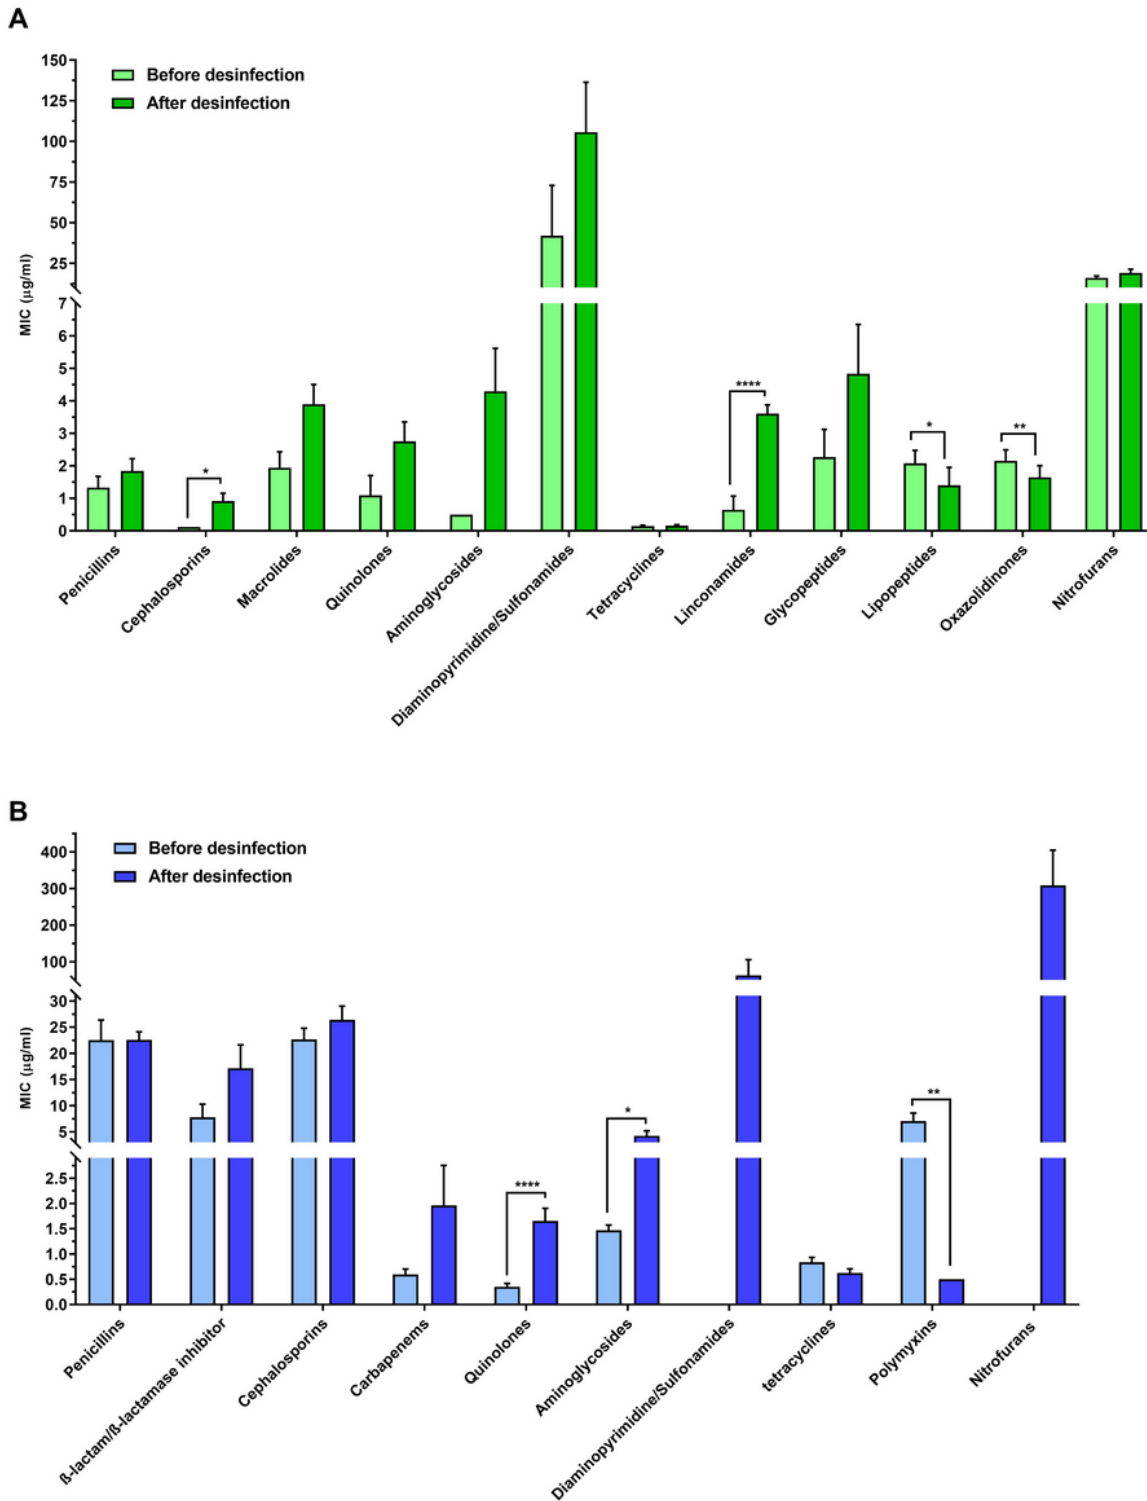 A
150
125
100
75
50
25
7
6
5
4
3
2
1
0
MIC (µg/ml)
Before desinfection
After desinfection
*
****
*
**
Penicillins
Cephalosporins
Macrolides
Quinolones
Aminoglycosides
Diaminopyrimidine/Sulfonamides
Tetracyclines
Linconamides
Glycopeptides
Lipopeptides
Oxazolidinones
Nitrofurans
B
400
300
200
100
30
25
20
15
10
5
2.5
2.0
1.5
1.0
0.5
0.0
MIC (µg/ml)
Before desinfection
After desinfection
****
*
**
Penicillins
ß-lactam/ß-lactamase inhibitor
Cephalosporins
Carbapenems
Quinolones
Aminoglycosides
Diaminopyrimidine/Sulfonamides
tetracyclines
Polymyxins
Nitrofurans